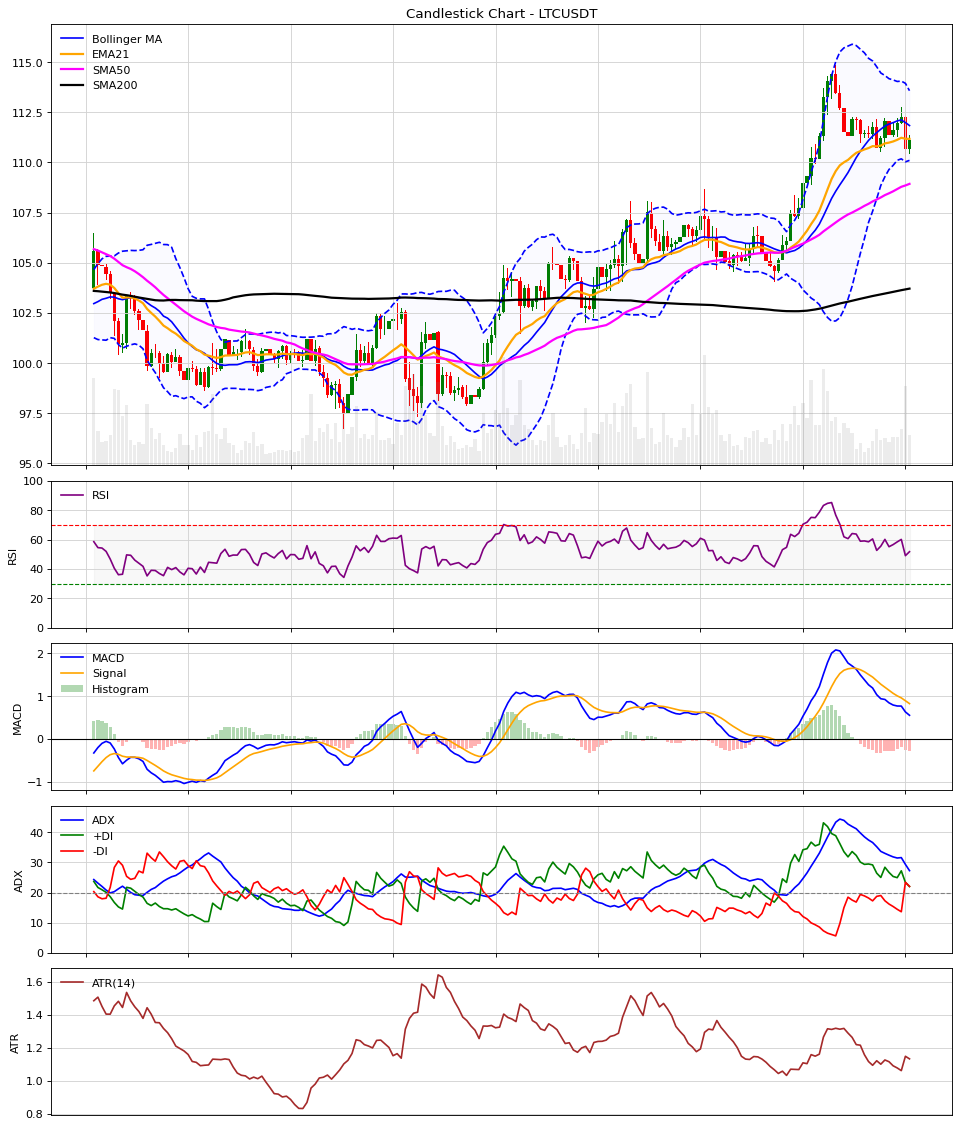 Candlestick Chart - LTCUSDT
Bollinger MA
EMA21
SMA50
SMA200
115.0
112.5
110.0
107.5
105.0
102.5
100.0
97.5
95.0
RSI
100
80
60
40
20
0
RSI
MACD
Signal
Histogram
2
1
0
−1
MACD
ADX
+DI
-DI
40
30
20
10
0
ADX
ATR(14)
1.6
1.4
1.2
1.0
0.8
ATR